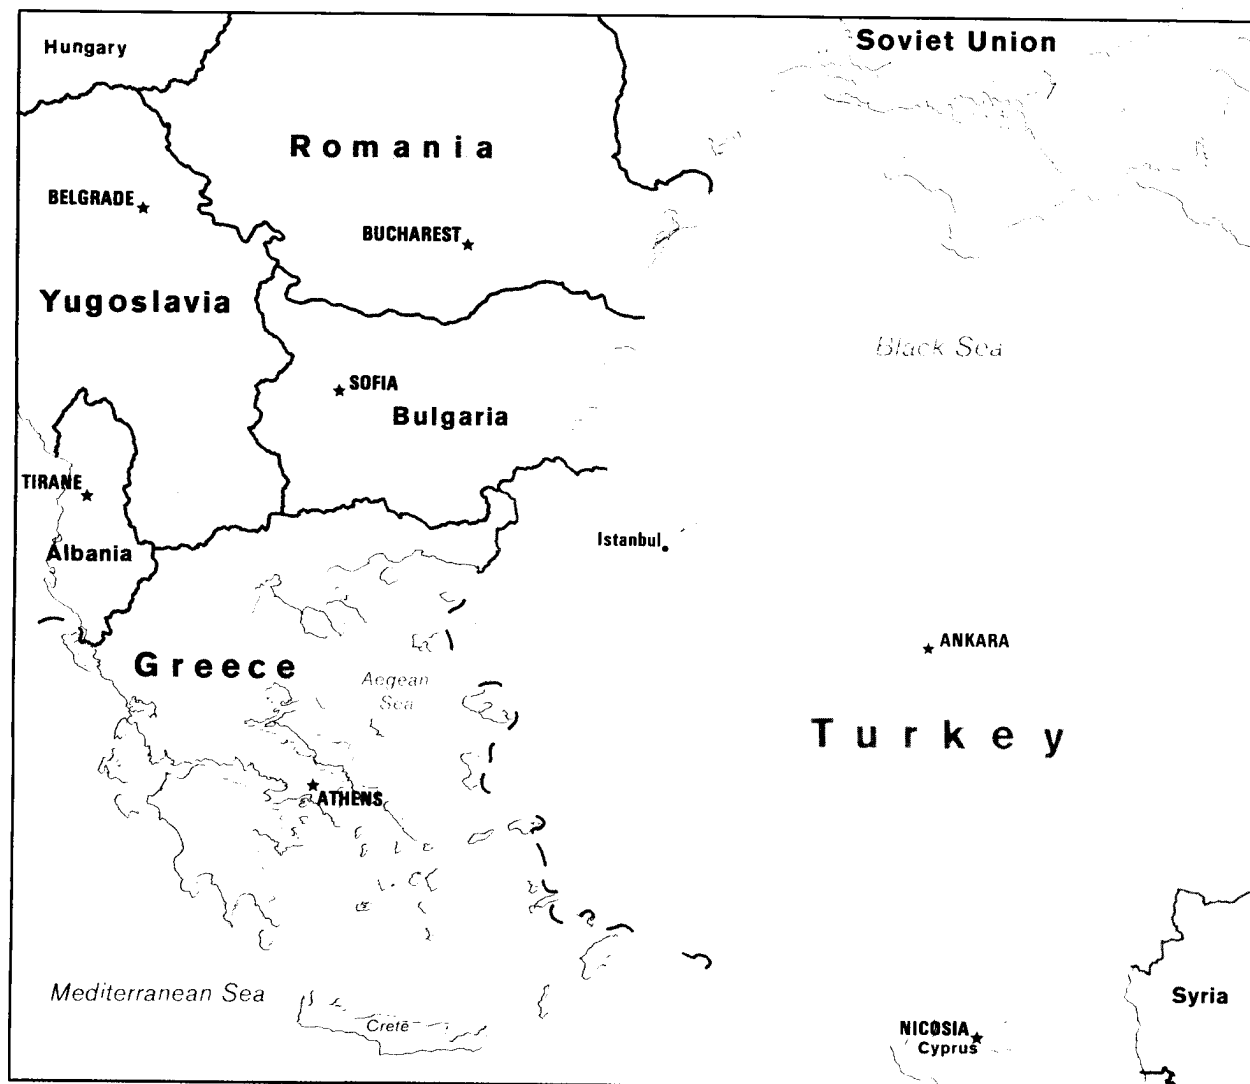 Hungary
Soviet Union
Romania
BELGRADE
BUCHAREST
Yugoslavia
Black Sea
SOFIA
Bulgaria
TIRANE
Istanbul
Albania
ANKARA
Greece
Aegean
Sea
Turkey
ATHENS
Mediterranean Sea
Syria
Crete
NICOSIA
Cyprus